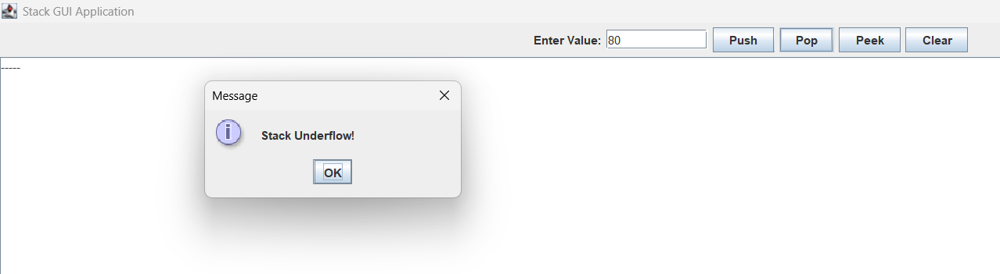 Stack GUI Application
Enter Value: 80 Push Pop Peek Clear
-----
Message
i
Stack Underflow!
OK